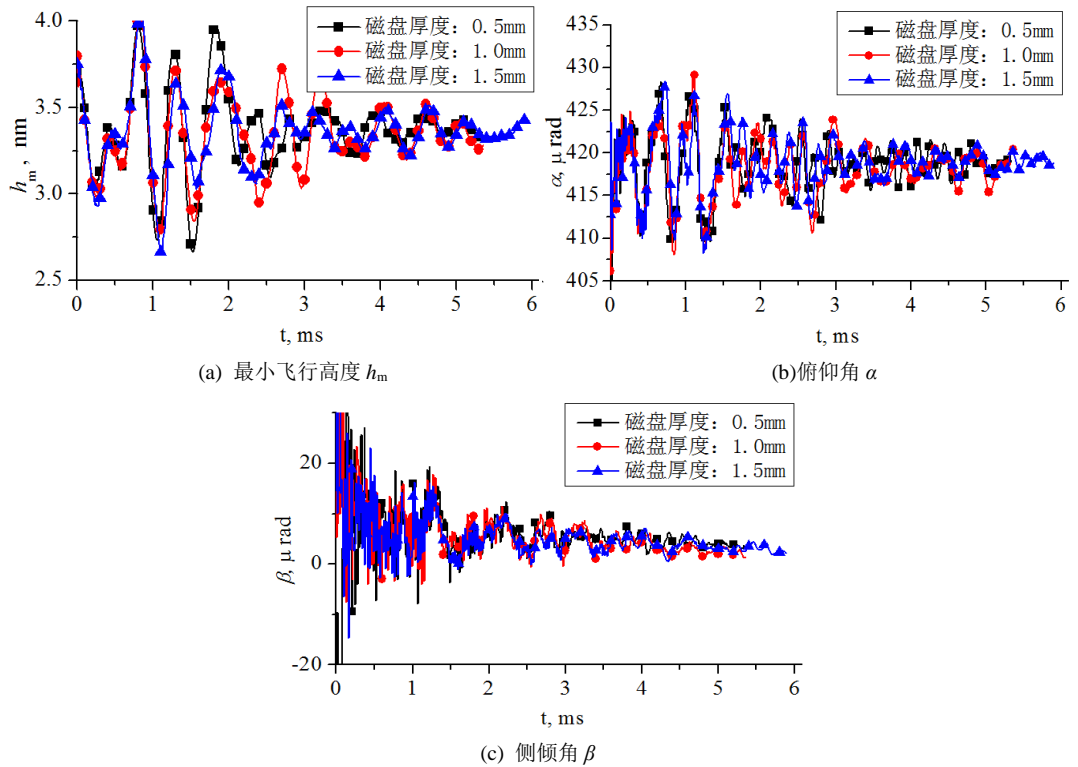 4.0
3.5
3.0
2.5
hm, nm
0 1 2 3 4 5 6
t, ms
磁盘厚度: 0.5mm
磁盘厚度: 1.0mm
磁盘厚度: 1.5mm
(a) 最小飞行高度 hm
435
430
425
420
415
410
405
α, μ rad
0 1 2 3 4 5 6
t, ms
磁盘厚度: 0.5mm
磁盘厚度: 1.0mm
磁盘厚度: 1.5mm
(b)俯仰角 α
20
0
-20
β, μ rad
0 1 2 3 4 5 6
t, ms
磁盘厚度: 0.5mm
磁盘厚度: 1.0mm
磁盘厚度: 1.5mm
(c) 侧倾角 β